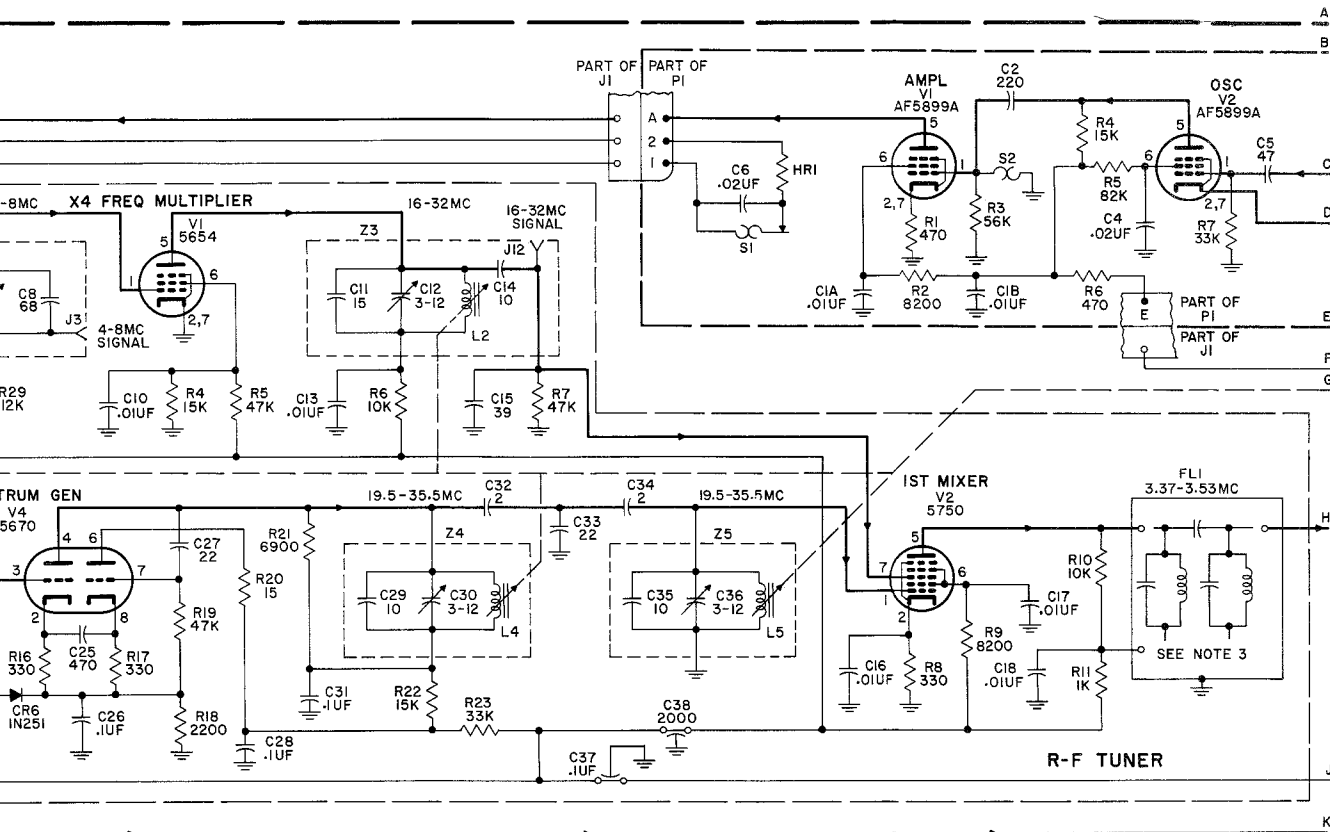 A
B
PART OF
J1
PART OF
P1
A
2
1
C6
.02UF
HR1
S1
AMPL
V1
AF5899A
5
6
1
2,7
C2
220
S2
R1
470
R3
56K
R4
15K
R5
82K
C4
.02UF
OSC
V2
AF5899A
5
6
1
2,7
C5
47
R7
33K
C
D
C1A
.01UF
R2
8200
C1B
.01UF
R6
470
E
PART OF
P1
PART OF
J1
E
F
G
-8MC
X4 FREQ MULTIPLIER
V1
5654
5
1
6
2,7
16-32MC
16-32MC
SIGNAL
J12
Z3
C8
68
J3
4-8MC
SIGNAL
C11
15
C12
3-12
C14
10
L2
R29
12K
C10
.01UF
R4
15K
R5
47K
C13
.01UF
R6
10K
C15
39
R7
47K
TRUM GEN
V4
5670
4
6
3
7
2
8
C27
22
R21
6900
R20
15
R19
47K
19.5-35.5MC
C32
2
C33
22
C34
2
19.5-35.5MC
Z4
C29
10
C30
3-12
L4
Z5
C35
10
C36
3-12
L5
1ST MIXER
V2
5750
5
7
1
6
2
FL1
3.37-3.53MC
H
R10
10K
C17
.01UF
R9
8200
C16
.01UF
R8
330
C18
.01UF
R11
1K
SEE NOTE 3
R16
330
C25
470
R17
330
CR6
1N251
C26
.1UF
R18
2200
C28
.1UF
C31
.1UF
R22
15K
R23
33K
C38
2000
C37
.1UF
R-F TUNER
J
K